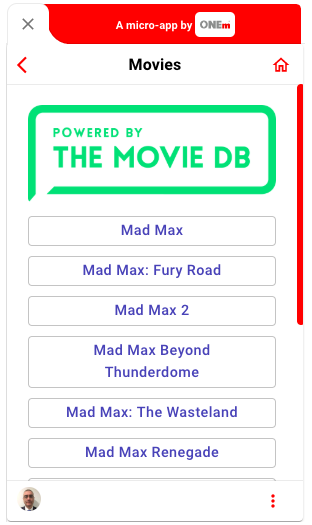 A micro-app by ONEm
Movies
POWERED BY
THE MOVIE DB
Mad Max
Mad Max: Fury Road
Mad Max 2
Mad Max Beyond
Thunderdome
Mad Max: The Wasteland
Mad Max Renegade